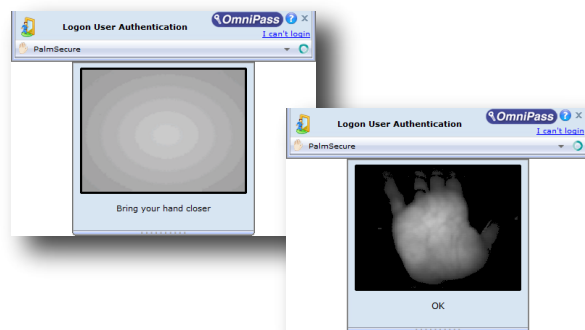 OmniPass ?
Logon User Authentication
I can't login
PalmSecure
Bring your hand closer
OmniPass ?
Logon User Authentication
I can't login
PalmSecure
OK